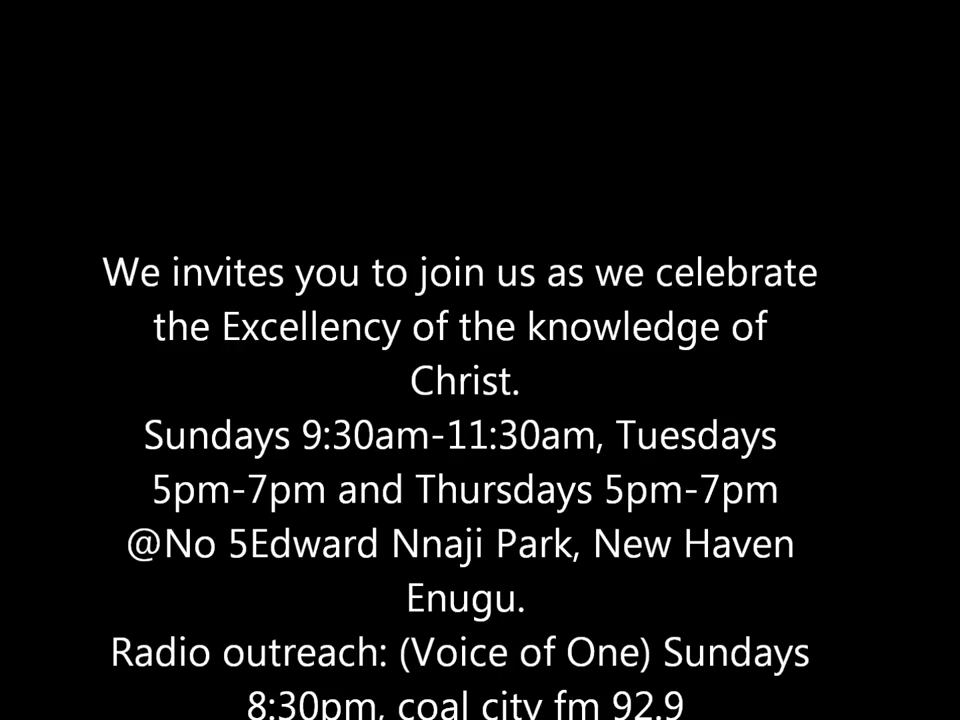 We invites you to join us as we celebrate
the Excellency of the knowledge of
Christ.
Sundays 9:30am-11:30am, Tuesdays
5pm-7pm and Thursdays 5pm-7pm
@No 5Edward Nnaji Park, New Haven
Enugu.
Radio outreach: (Voice of One) Sundays
8:30pm, coal city fm 92.9